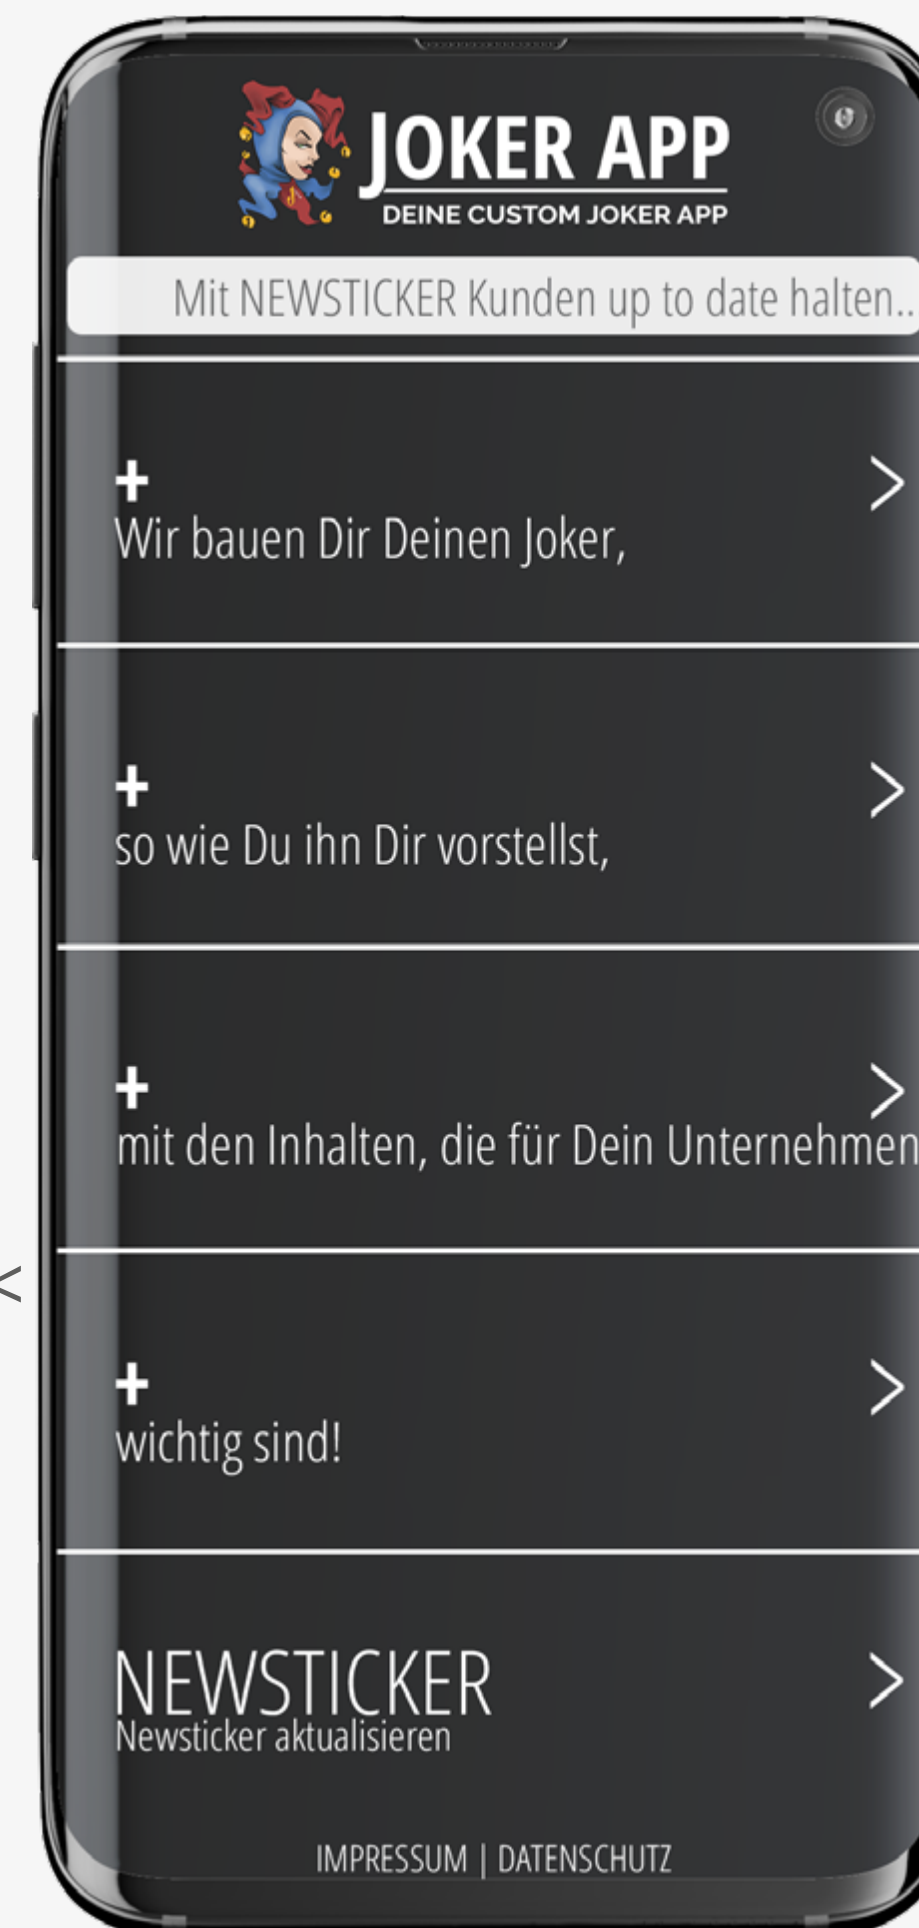 JOKER APP
DEINE CUSTOM JOKER APP
Mit NEWSTICKER Kunden up to date halten..
+
>
Wir bauen Dir Deinen Joker,
+
>
so wie Du ihn Dir vorstellst,
+
>
mit den Inhalten, die für Dein Unternehmen
+
>
wichtig sind!
<
NEWSTICKER
>
Newsticker aktualisieren
IMPRESSUM | DATENSCHUTZ